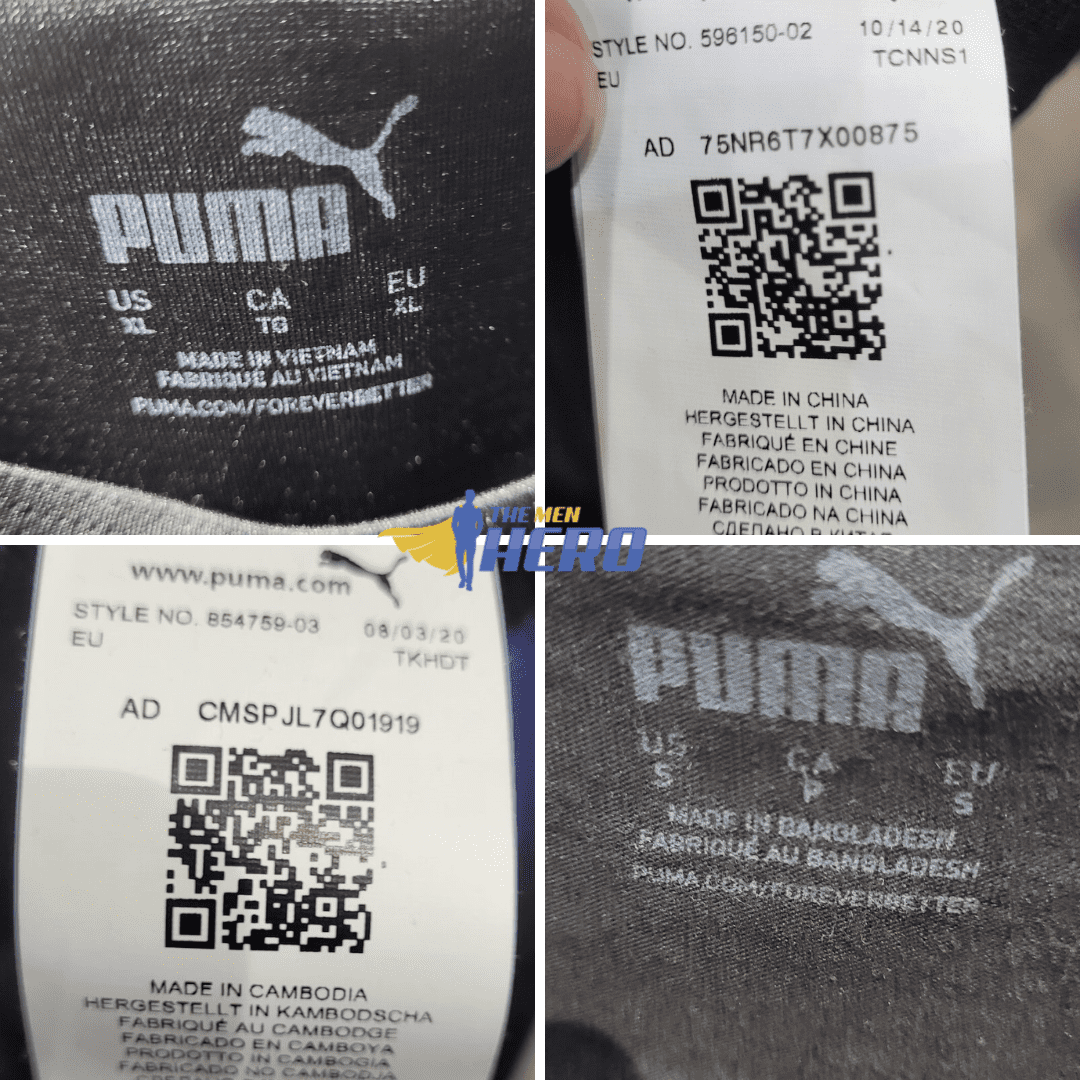 PUMA
US CA EU
XL TG XL
MADE IN VIETNAM
FABRIQUÉ AU VIETNAM
PUMA.COM/FOREVERBETTER
STYLE NO. 596150-02 10/14/20
EU TCNNS1
AD 75NR6T7X00875
MADE IN CHINA
HERGESTELLT IN CHINA
FABRIQUÉ EN CHINE
FABRICADO EN CHINA
PRODOTTO IN CHINA
FABRICADO NA CHINA
СДЕЛАНО В
THE MEN
HERO
www.puma.com
STYLE NO. 854759-03 08/03/20
EU TKHDT
AD CMSPJL7Q01919
MADE IN CAMBODIA
HERGESTELLT IN KAMBODSCHA
FABRIQUÉ AU CAMBODGE
FABRICADO EN CAMBOYA
PRODOTTO IN CAMBOGIA
FABRICADO NO CAMBODJA
PUMA
US CA EU
S P S
MADE IN BANGLADESH
FABRIQUÉ AU BANGLADESH
PUMA.COM/FOREVERBETTER